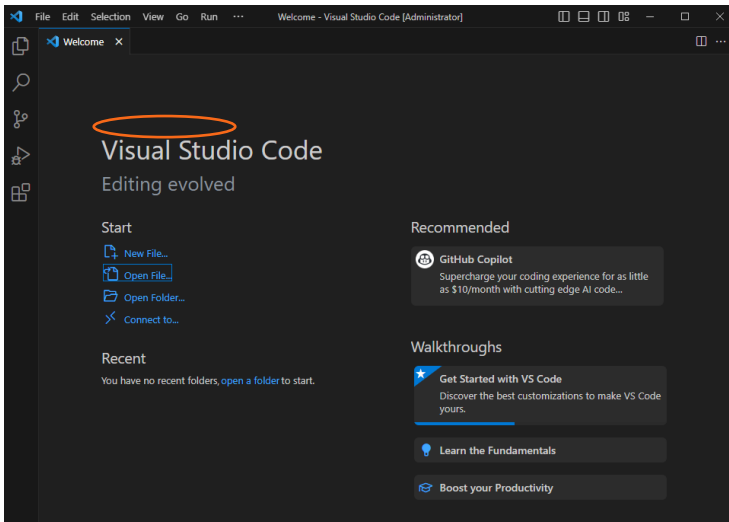 File Edit Selection View Go Run ··· Welcome - Visual Studio Code [Administrator]
Welcome
Visual Studio Code
Editing evolved
Start
New File...
Open File...
Open Folder...
Connect to...
Recent
You have no recent folders, open a folder to start.
Recommended
GitHub Copilot
Supercharge your coding experience for as little
as $10/month with cutting edge AI code...
Walkthroughs
Get Started with VS Code
Discover the best customizations to make VS Code
yours.
Learn the Fundamentals
Boost your Productivity